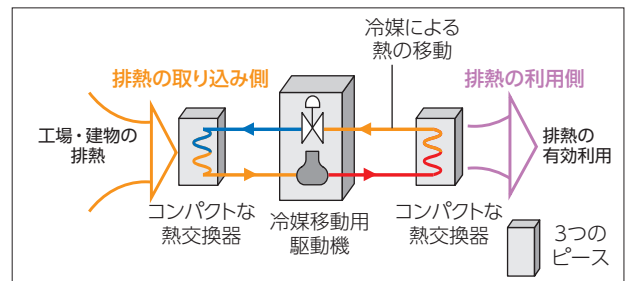 冷媒による
熱の移動
排熱の取り込み側
排熱の利用側
工場・建物の
排熱
排熱の
有効利用
コンパクトな
熱交換器
冷媒移動用
駆動機
コンパクトな
熱交換器
3つの
ピース